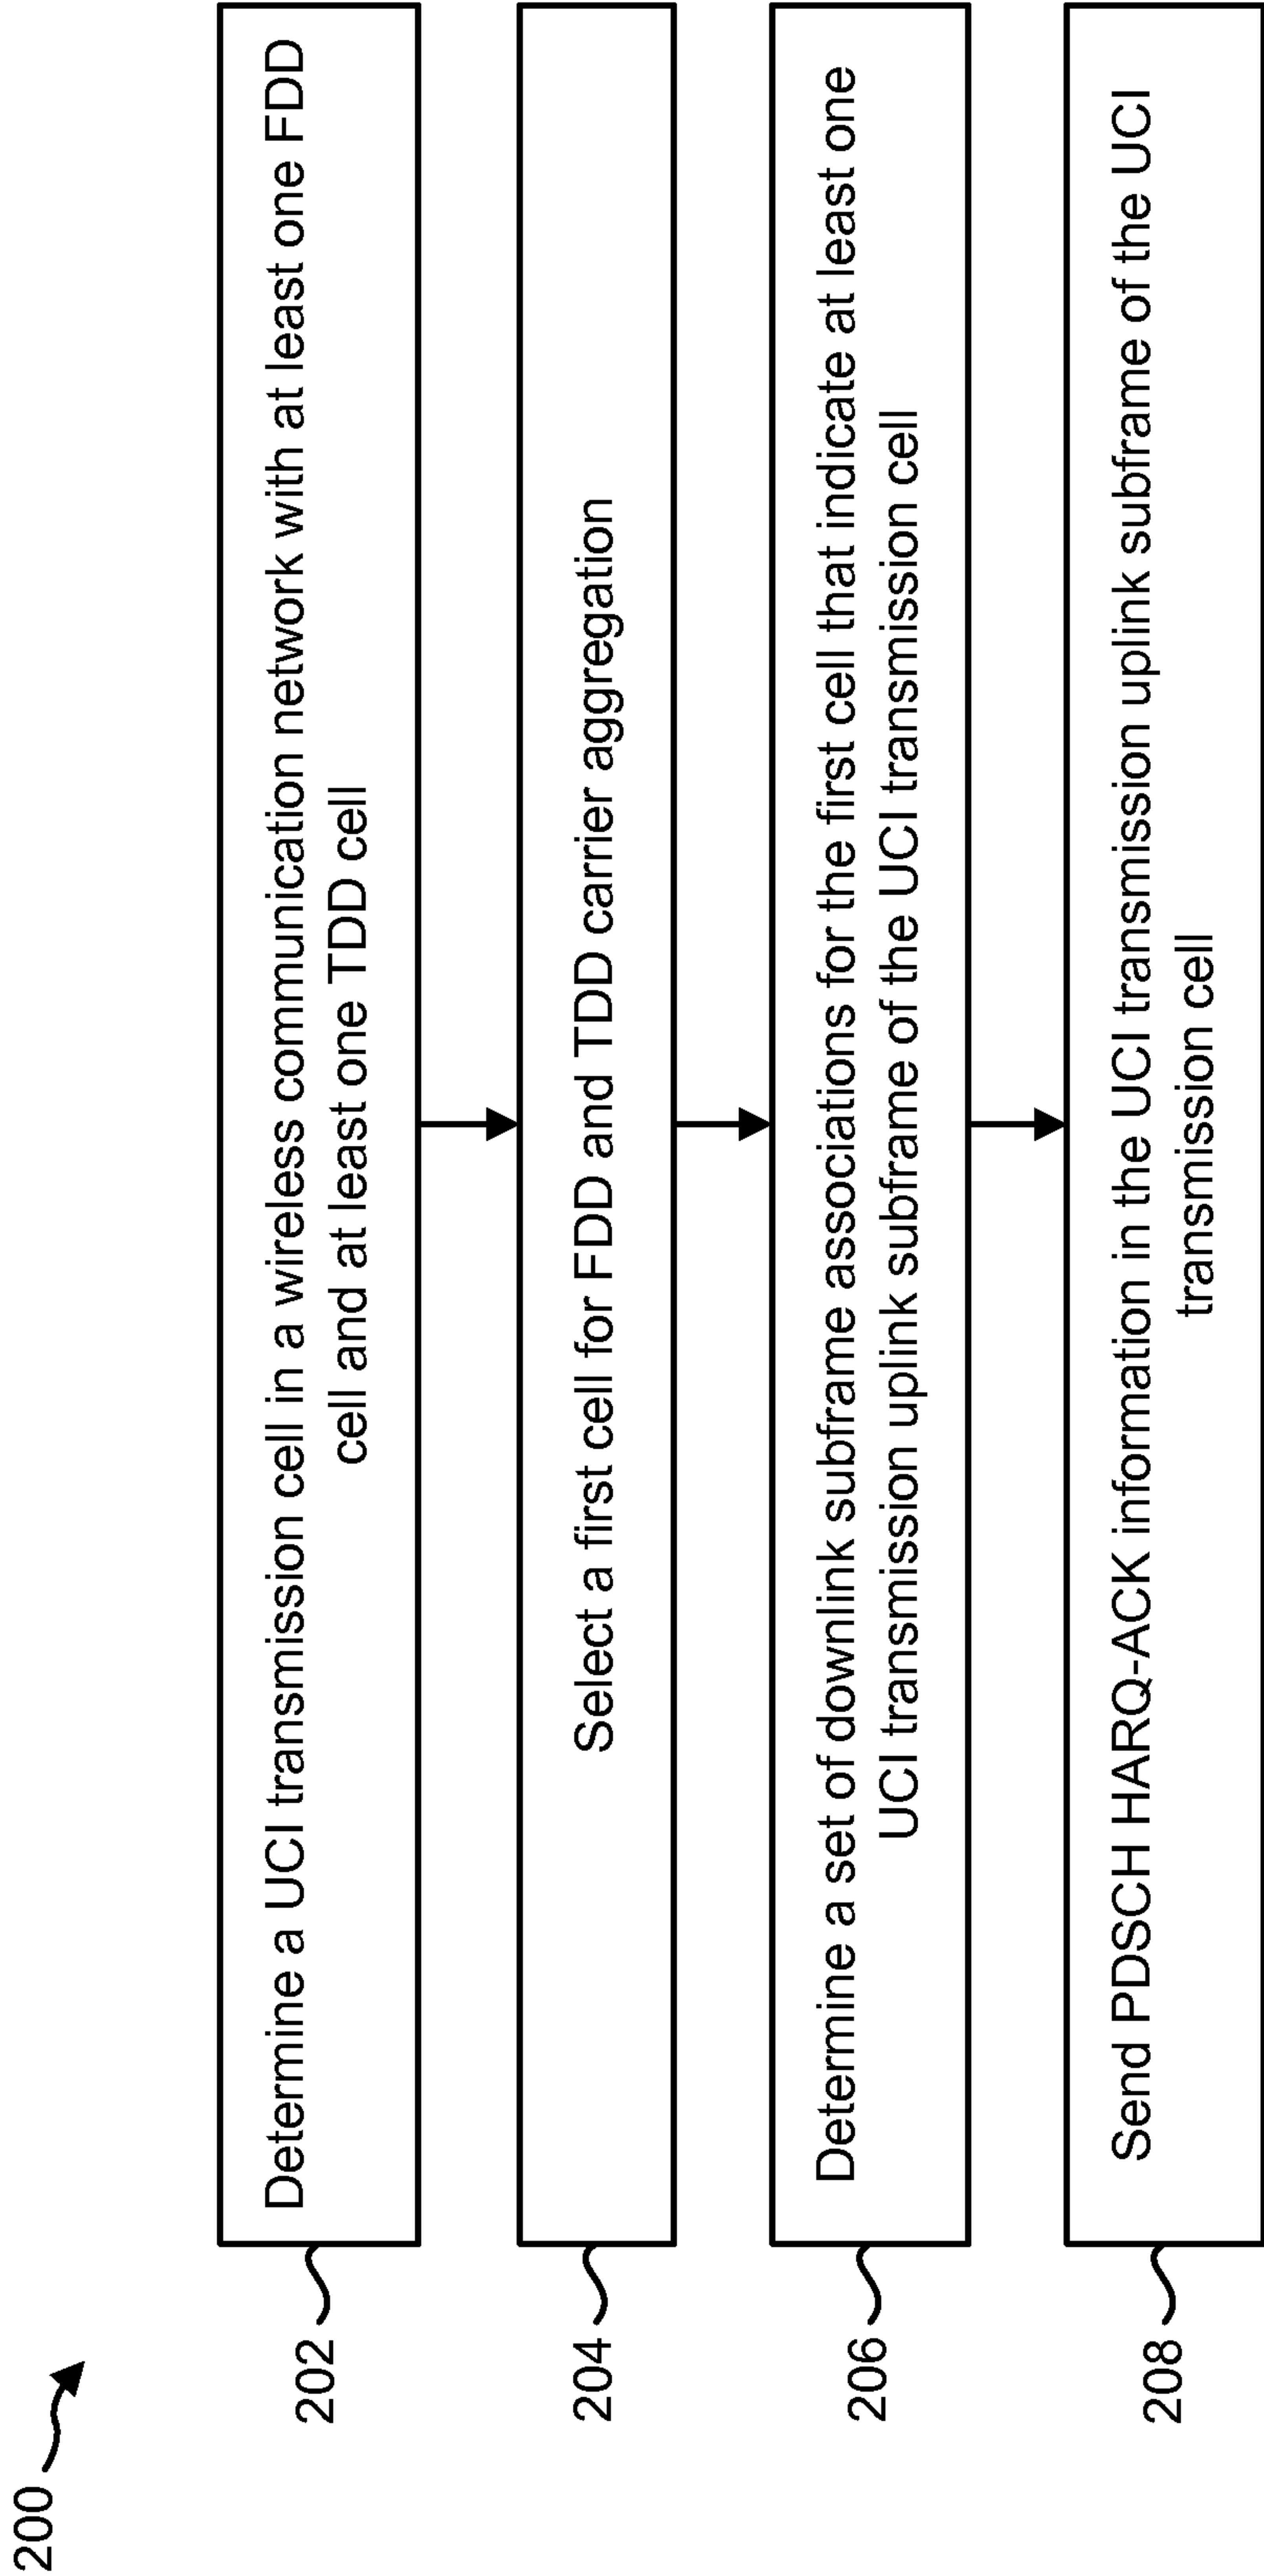 200
202
Determine a UCI transmission cell in a wireless communication network with at least one FDD
cell and at least one TDD cell
204
Select a first cell for FDD and TDD carrier aggregation
206
Determine a set of downlink subframe associations for the first cell that indicate at least one
UCI transmission uplink subframe of the UCI transmission cell
208
Send PDSCH HARQ-ACK information in the UCI transmission uplink subframe of the UCI
transmission cell